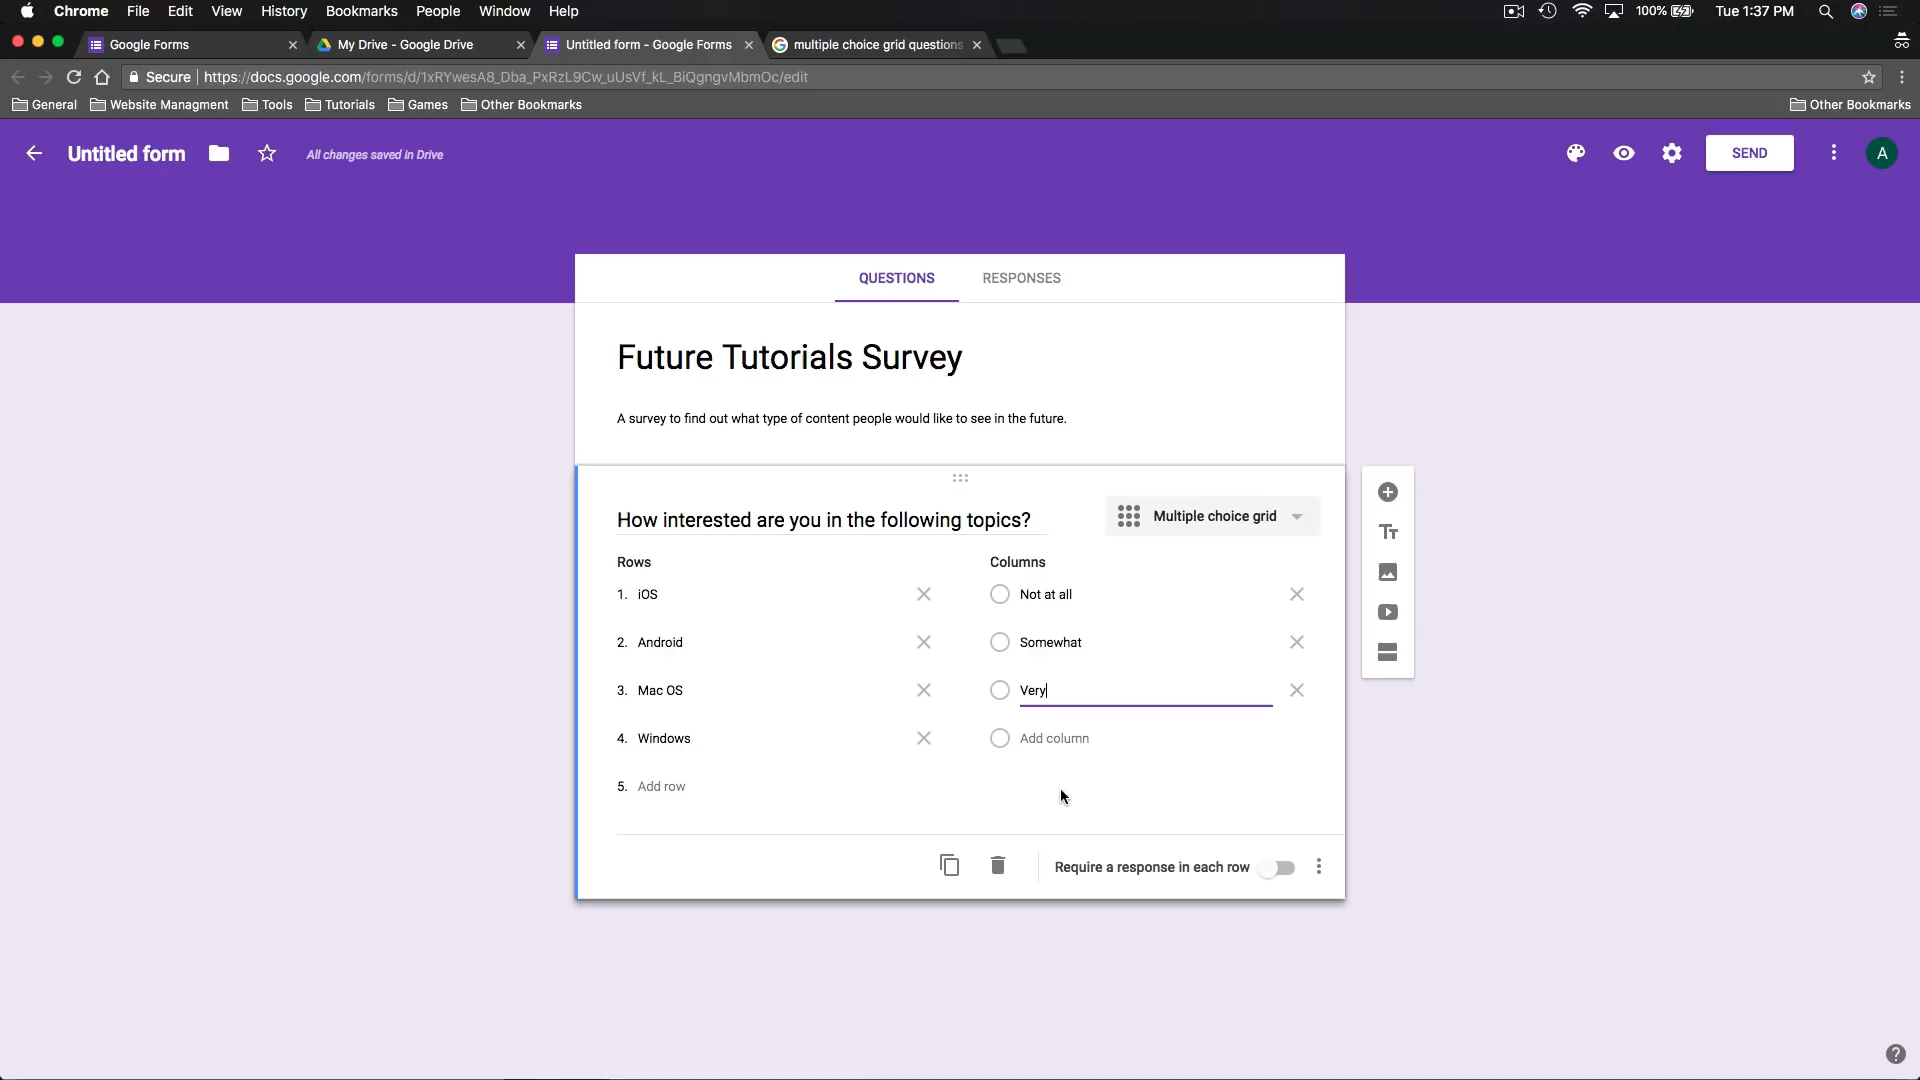 Chrome File Edit View History Bookmarks People Window Help 100% Tue 1:37 PM
Google Forms
My Drive - Google Drive
Untitled form - Google Forms
multiple choice grid questions
Secure https://docs.google.com/forms/d/1xRYwesA8_Dba_PxRzL9Cw_uUsVf_kL_BiQgngvMbmOc/edit
General Website Managment Tools Tutorials Games Other Bookmarks Other Bookmarks
Untitled form All changes saved in Drive SEND A
QUESTIONS RESPONSES
Future Tutorials Survey
A survey to find out what type of content people would like to see in the future.
How interested are you in the following topics? Multiple choice grid
Rows Columns
1. iOS Not at all
2. Android Somewhat
3. Mac OS Very
4. Windows Add column
5. Add row
Require a response in each row